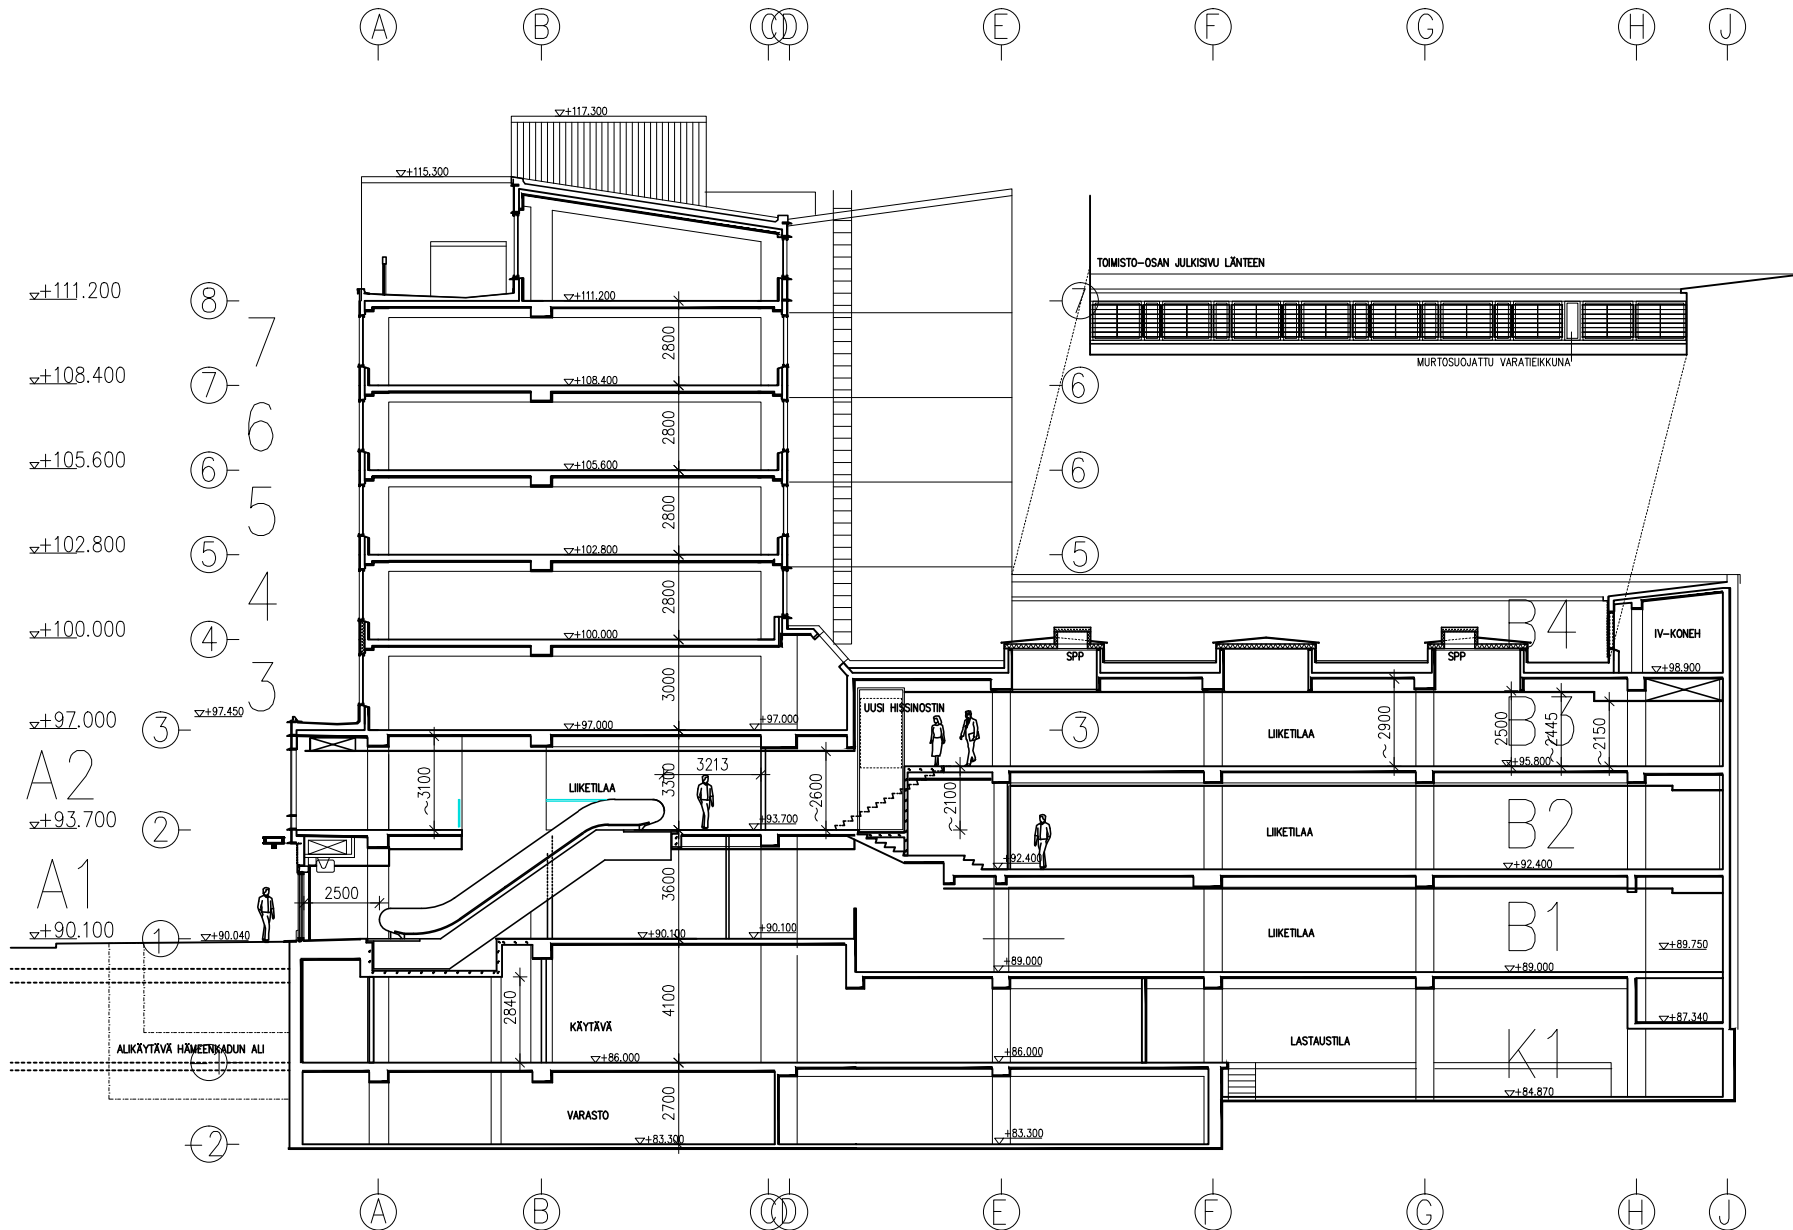 A B C D E F G H J
+117.300
+115.300
TOIMISTO-OSAN JULKISIVU LÄNTEEN
+111.200 8 +111.200 7
7 2800
MURTOSUOJATTU VARATIEIKKUNA
+108.400 7 +108.400 6
6 2800
+105.600 6 +105.600 6
5 2800
+102.800 5 +102.800 5
4 2800
+100.000 4 +100.000 B4 IV-KONEH
SPP SPP
+98.900
3 3000
+97.450 UUSI HISSINOSTIN
+97.000 3 +97.000 +97.000 3 LIIKETILAA ~2900 2500 B3 ~2445 ~2150
+95.800
A2 ~3100 LIIKETILAA 3300 3213 ~2600 ~2100
+93.700 2 +93.700 LIIKETILAA B2
+92.400 +92.400
A1 2500 3600
+90.100 1 +90.040 +90.100 +90.100 LIIKETILAA B1 +89.750
+89.000 +89.000
2840 4100
+87.340
KÄYTÄVÄ LASTAUSTILA K1
ALIKÄYTÄVÄ HÄMEENKADUN ALI
-1 +86.000 +86.000
+84.870
VARASTO 2700
-2 +83.300 +83.300
A B C D E F G H J